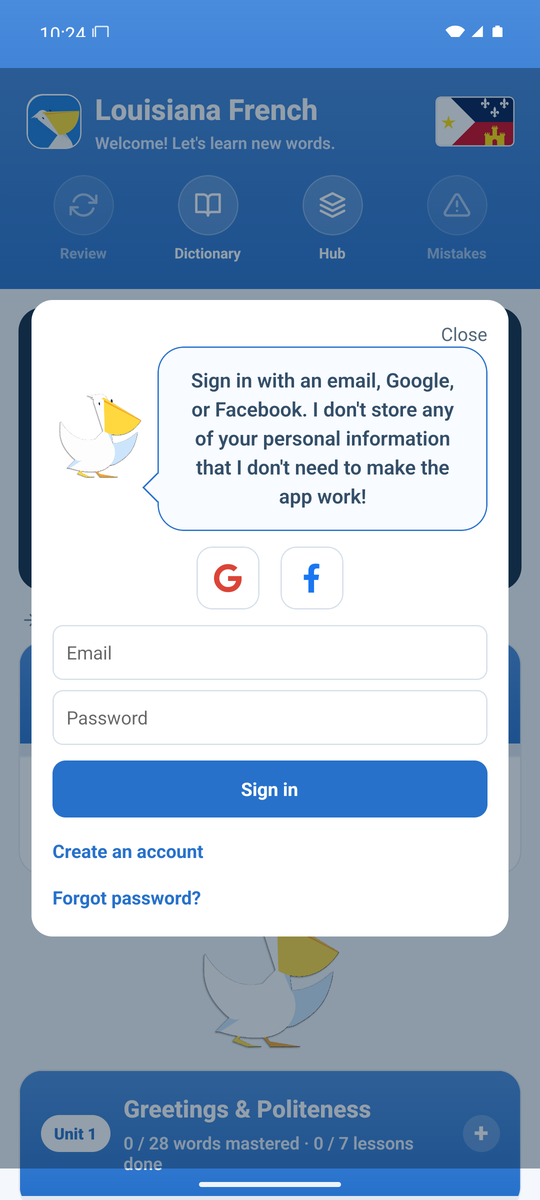 10:24
Louisiana French
Welcome! Let's learn new words.
Review
Dictionary
Hub
Mistakes
Close
Sign in with an email, Google,
or Facebook. I don't store any
of your personal information
that I don't need to make the
app work!
Email
Password
Sign in
Create an account
Forgot password?
Unit 1
Greetings & Politeness
0 / 28 words mastered · 0 / 7 lessons
done